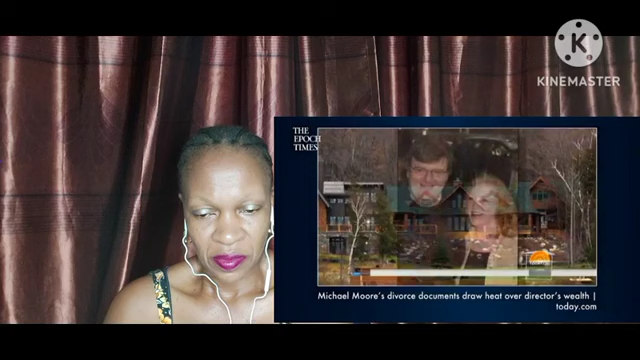 KINEMASTER
THE
EPOCH
TIMES
Michael Moore's divorce documents draw heat over director's wealth |
today.com